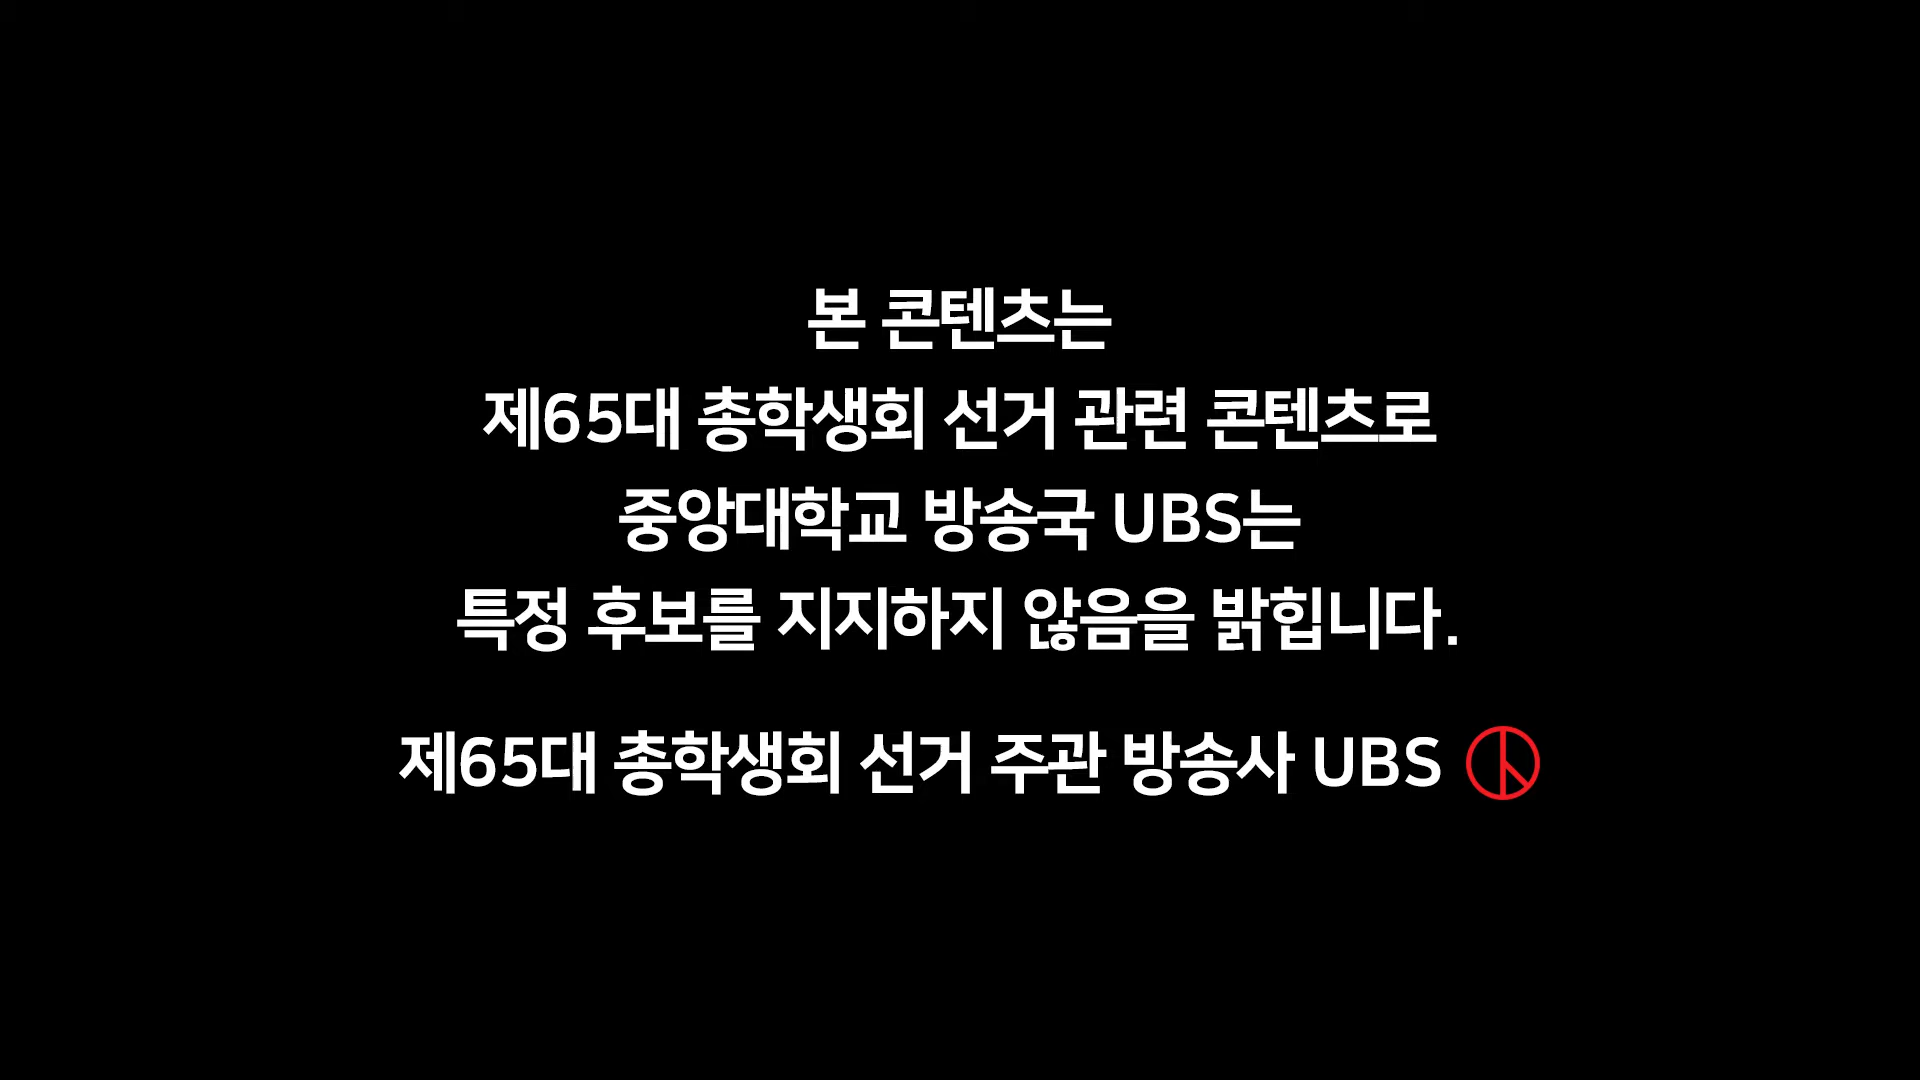 본 콘텐츠는
제65대 총학생회 선거 관련 콘텐츠로
중앙대학교 방송국 UBS는
특정 후보를 지지하지 않음을 밝힙니다.
제65대 총학생회 선거 주관 방송사 UBS